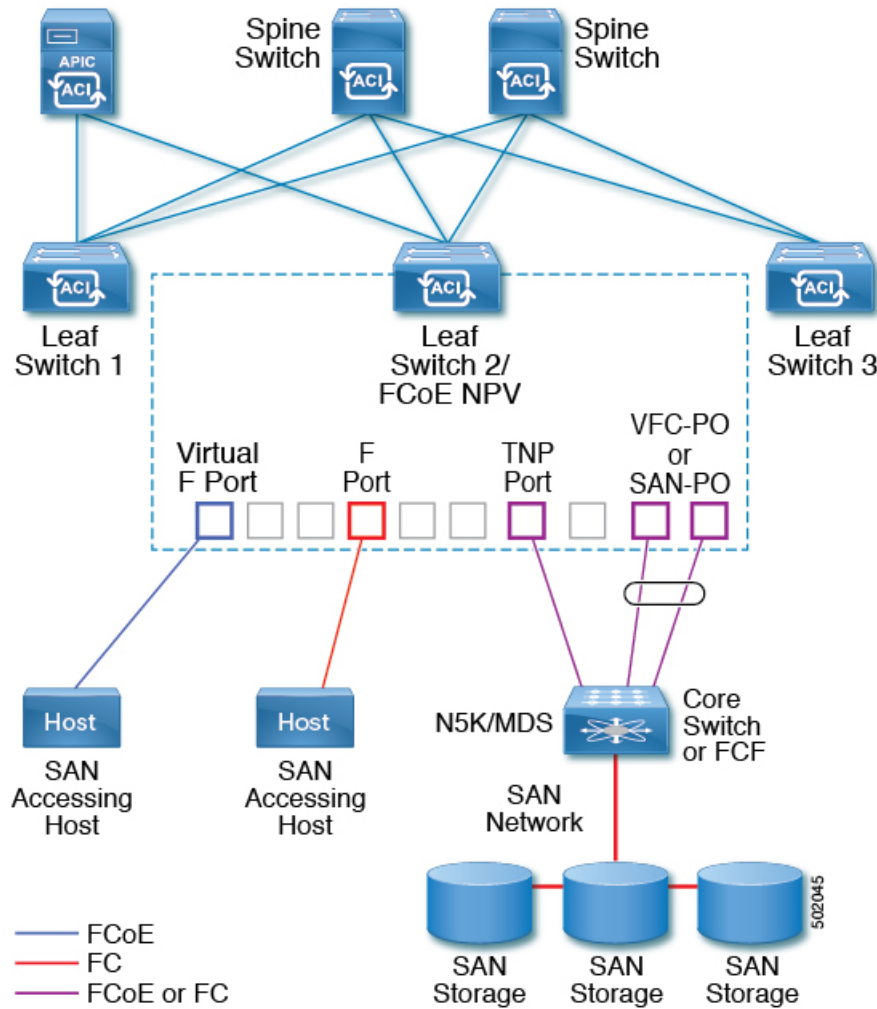 APIC
ACI
Spine
Switch
ACI
Spine
Switch
ACI
ACI
Leaf
Switch 1
ACI
Leaf
Switch 2/
FCoE NPV
ACI
Leaf
Switch 3
Virtual
F Port
F
Port
TNP
Port
VFC-PO
or
SAN-PO
Host
SAN
Accessing
Host
Host
SAN
Accessing
Host
N5K/MDS
Core
Switch
or FCF
SAN
Network
SAN
Storage
SAN
Storage
SAN
Storage
502045
FCoE
FC
FCoE or FC